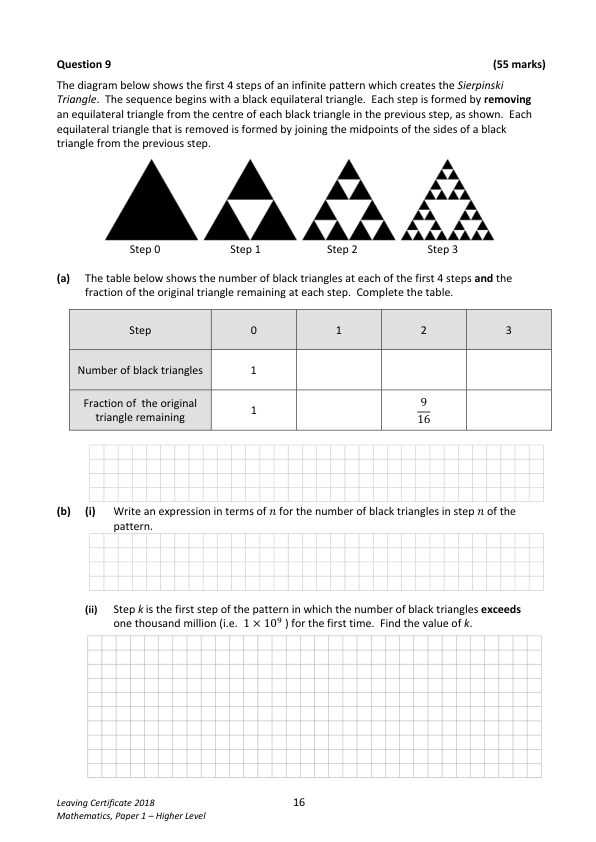 Question 9 (55 marks)
The diagram below shows the first 4 steps of an infinite pattern which creates the Sierpinski
Triangle. The sequence begins with a black equilateral triangle. Each step is formed by removing
an equilateral triangle from the centre of each black triangle in the previous step, as shown. Each
equilateral triangle that is removed is formed by joining the midpoints of the sides of a black
triangle from the previous step.
Step 0 Step 1 Step 2 Step 3
(a) The table below shows the number of black triangles at each of the first 4 steps and the
fraction of the original triangle remaining at each step. Complete the table.
Step 0 1 2 3
Number of black triangles 1
Fraction of the original
triangle remaining 1 9/16
(b) (i) Write an expression in terms of n for the number of black triangles in step n of the
pattern.
(ii) Step k is the first step of the pattern in which the number of black triangles exceeds
one thousand million (i.e. 1 × 10⁹ ) for the first time. Find the value of k.
Leaving Certificate 2018 16
Mathematics, Paper 1 – Higher Level